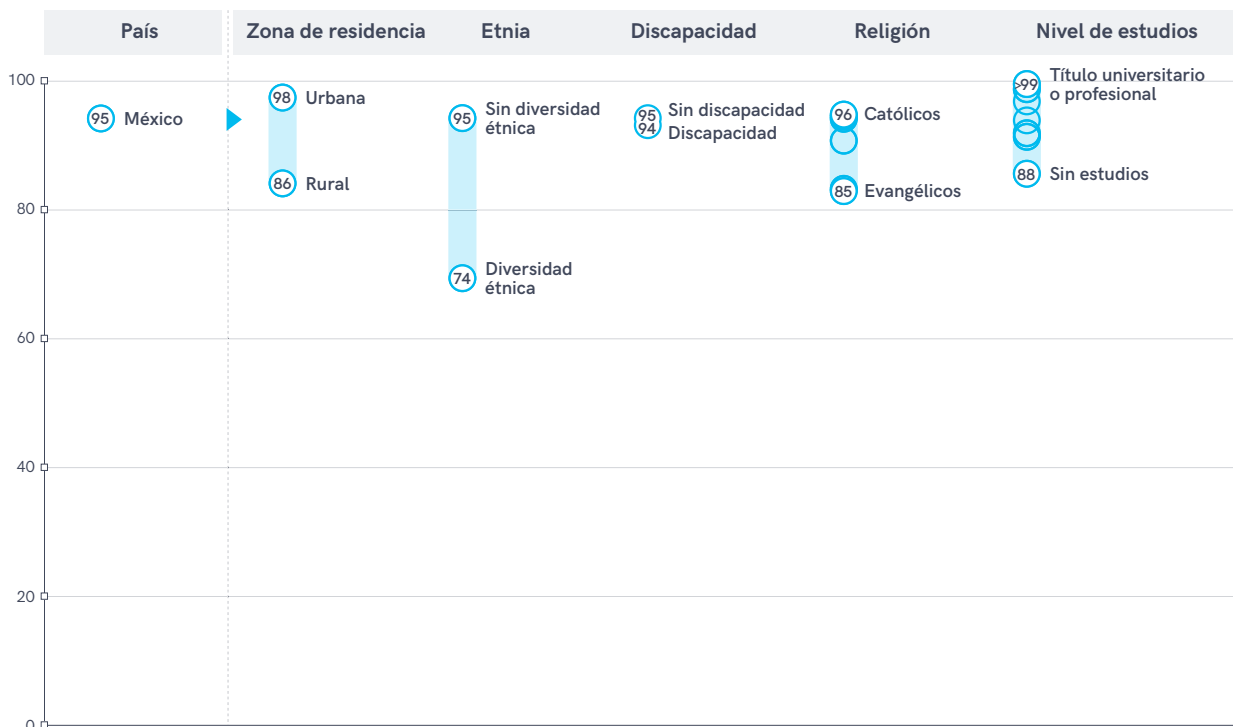 País
Zona de residencia
Etnia
Discapacidad
Religión
Nivel de estudios
100
80
60
40
20
0
95 México
98 Urbana
86 Rural
95 Sin diversidad
étnica
74 Diversidad
étnica
95 Sin discapacidad
94 Discapacidad
96 Católicos
85 Evangélicos
>99 Título universitario
o profesional
88 Sin estudios